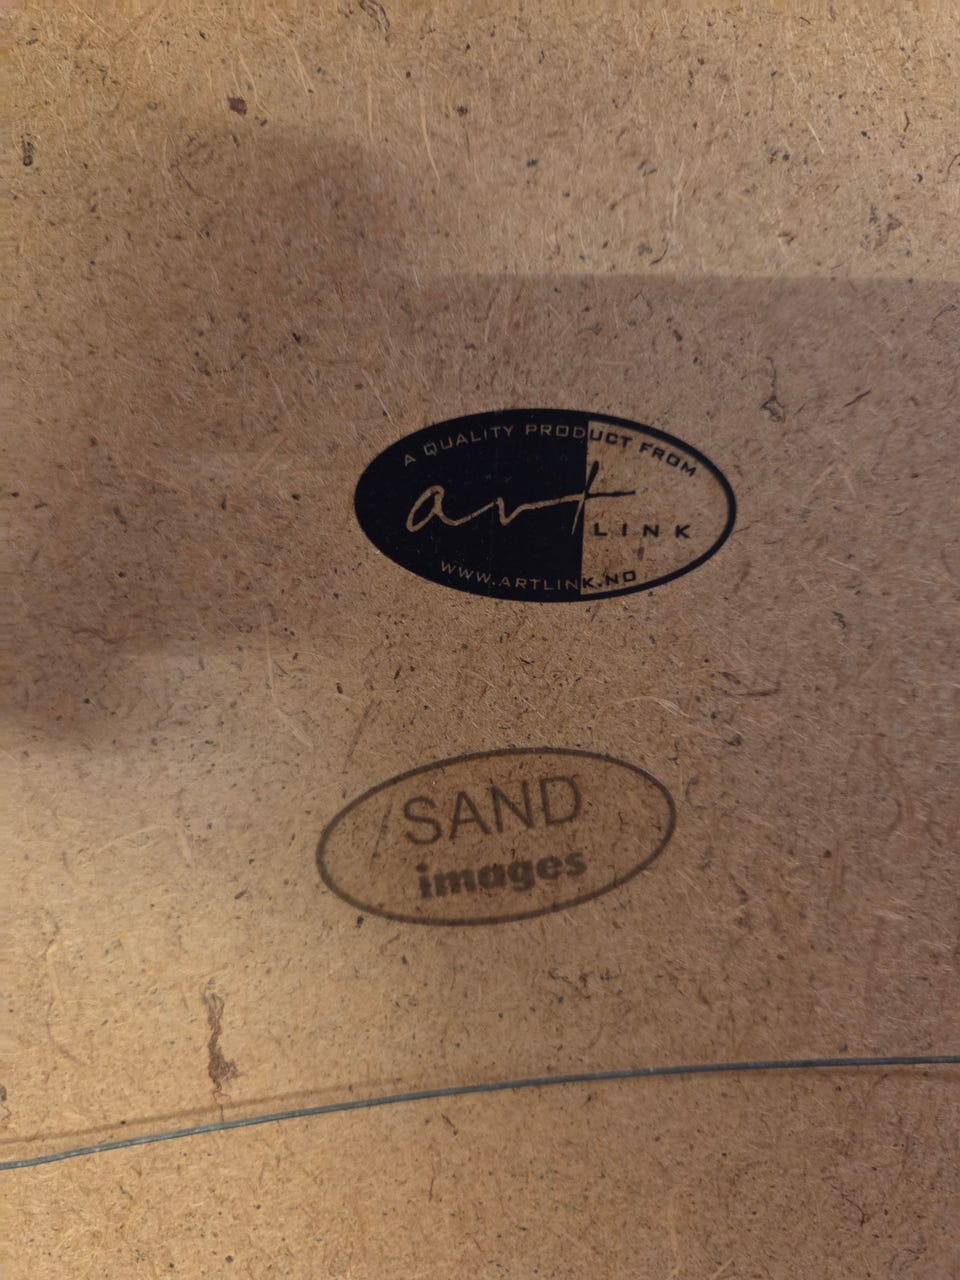 A QUALITY PRODUCT FROM
art
LINK
WWW.ARTLINK.NO
SAND
images